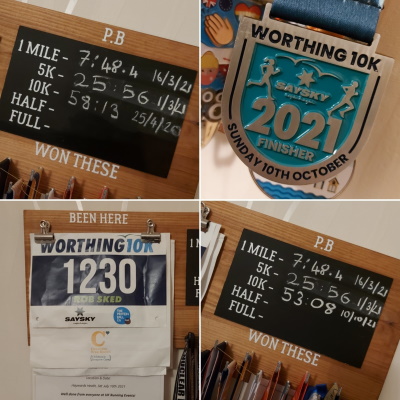 P.B
1 MILE - 7:48.4 16/3/21
5K - 25:56 1/3/21
10K - 58:13 25/4/20
HALF -
FULL -
WON THESE
WORTHING 10K
SAYSKY
2021
FINISHER
SUNDAY 10TH OCTOBER
BEEN HERE
WORTHING 10K
1230
ROB SKED
SAYSKY
P.B
1 MILE - 7:48.4 16/3/21
5K - 25:56 1/3/21
10K - 53:08 10/10/21
HALF -
FULL -
WON THESE